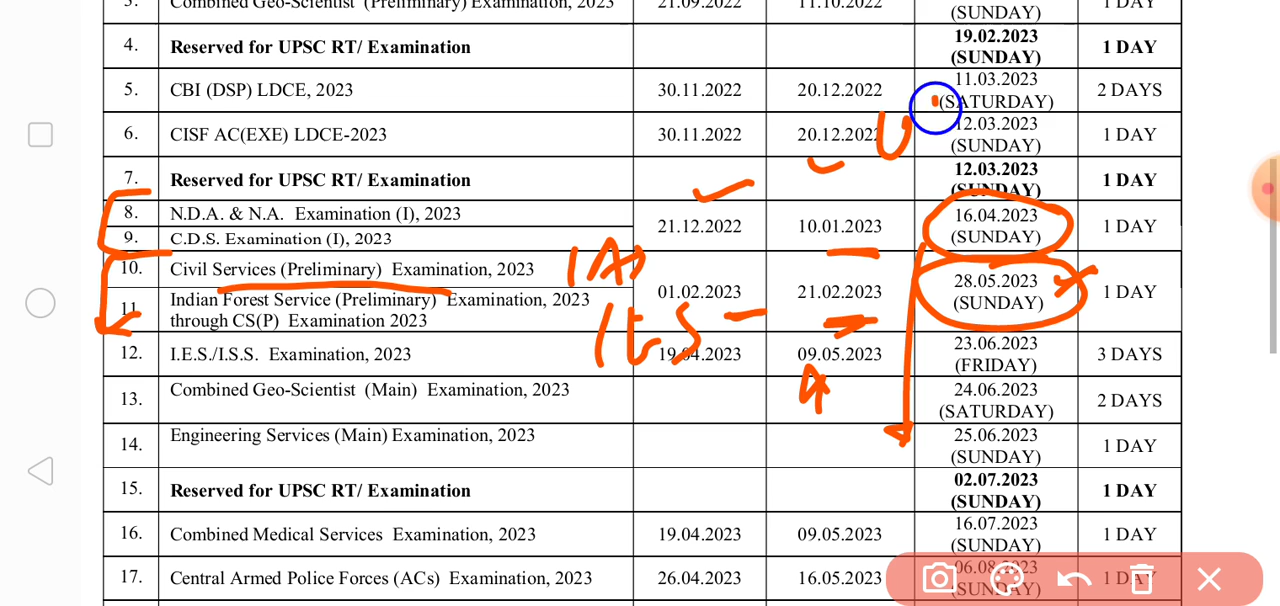 3. Combined Geo-Scientist (Preliminary) Examination, 2023 21.09.2022 11.10.2022 (SUNDAY) 1 DAY
4. Reserved for UPSC RT/ Examination 19.02.2023 (SUNDAY) 1 DAY
5. CBI (DSP) LDCE, 2023 30.11.2022 20.12.2022 11.03.2023 (SATURDAY) 2 DAYS
6. CISF AC(EXE) LDCE-2023 30.11.2022 20.12.2022 12.03.2023 (SUNDAY) 1 DAY
7. Reserved for UPSC RT/ Examination 12.03.2023 (SUNDAY) 1 DAY
8. N.D.A. & N.A. Examination (I), 2023 21.12.2022 10.01.2023 16.04.2023 (SUNDAY) 1 DAY
9. C.D.S. Examination (I), 2023
IAS
10. Civil Services (Preliminary) Examination, 2023 01.02.2023 21.02.2023 28.05.2023 (SUNDAY) 1 DAY
11. Indian Forest Service (Preliminary) Examination, 2023
through CS(P) Examination 2023
12. I.E.S./I.S.S. Examination, 2023 19.04.2023 09.05.2023 23.06.2023 (FRIDAY) 3 DAYS
13. Combined Geo-Scientist (Main) Examination, 2023 24.06.2023 (SATURDAY) 2 DAYS
14. Engineering Services (Main) Examination, 2023 25.06.2023 (SUNDAY) 1 DAY
15. Reserved for UPSC RT/ Examination 02.07.2023 (SUNDAY) 1 DAY
16. Combined Medical Services Examination, 2023 19.04.2023 09.05.2023 16.07.2023 (SUNDAY) 1 DAY
17. Central Armed Police Forces (ACs) Examination, 2023 26.04.2023 16.05.2023 06.08.2023 (SUNDAY) 1 DAY